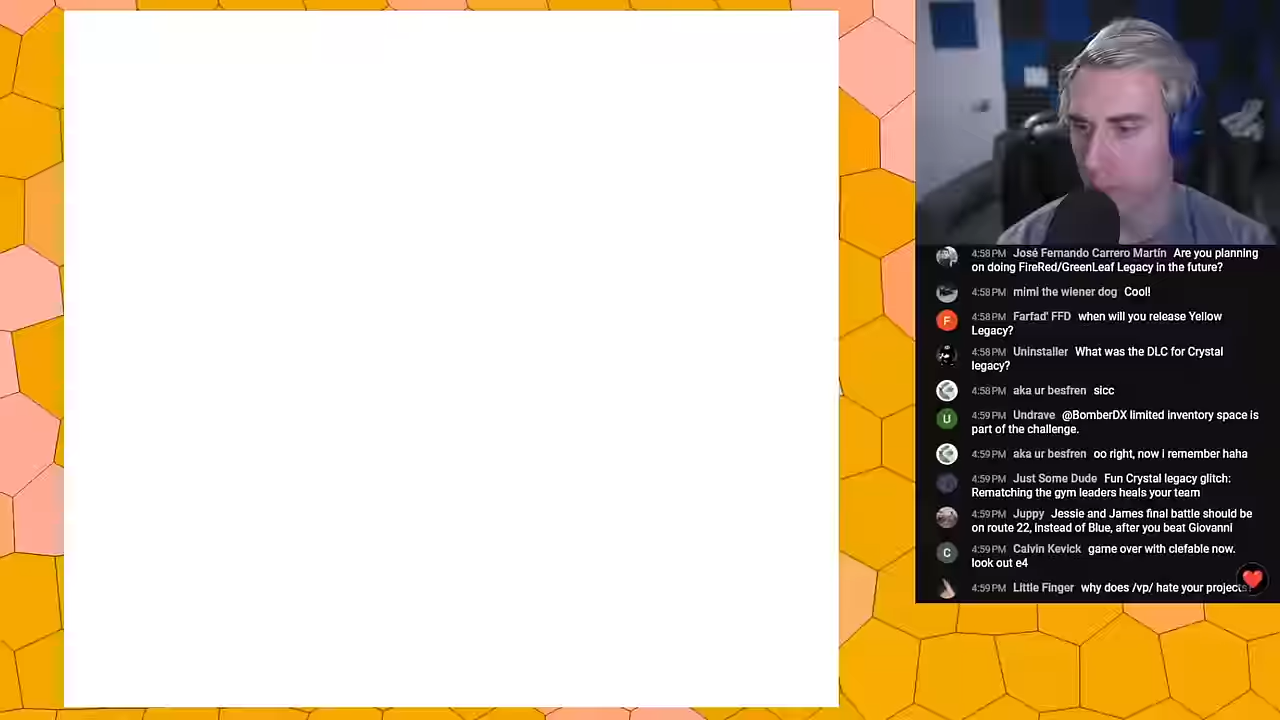 4:58 PM José Fernando Carrero Martín Are you planning
on doing FireRed/GreenLeaf Legacy in the future?
4:58 PM mimi the wiener dog Cool!
F 4:58 PM Farfad' FFD when will you release Yellow
Legacy?
4:58 PM Uninstaller What was the DLC for Crystal
legacy?
4:58 PM aka ur besfren sicc
U 4:59 PM Undrave @BomberDX limited inventory space is
part of the challenge.
4:59 PM aka ur besfren oo right, now i remember haha
4:59 PM Just Some Dude Fun Crystal legacy glitch:
Rematching the gym leaders heals your team
4:59 PM Juppy Jessie and James final battle should be
on route 22, instead of Blue, after you beat Giovanni
C 4:59 PM Calvin Kevick game over with clefable now.
look out e4
4:59 PM Little Finger why does /vp/ hate your projects